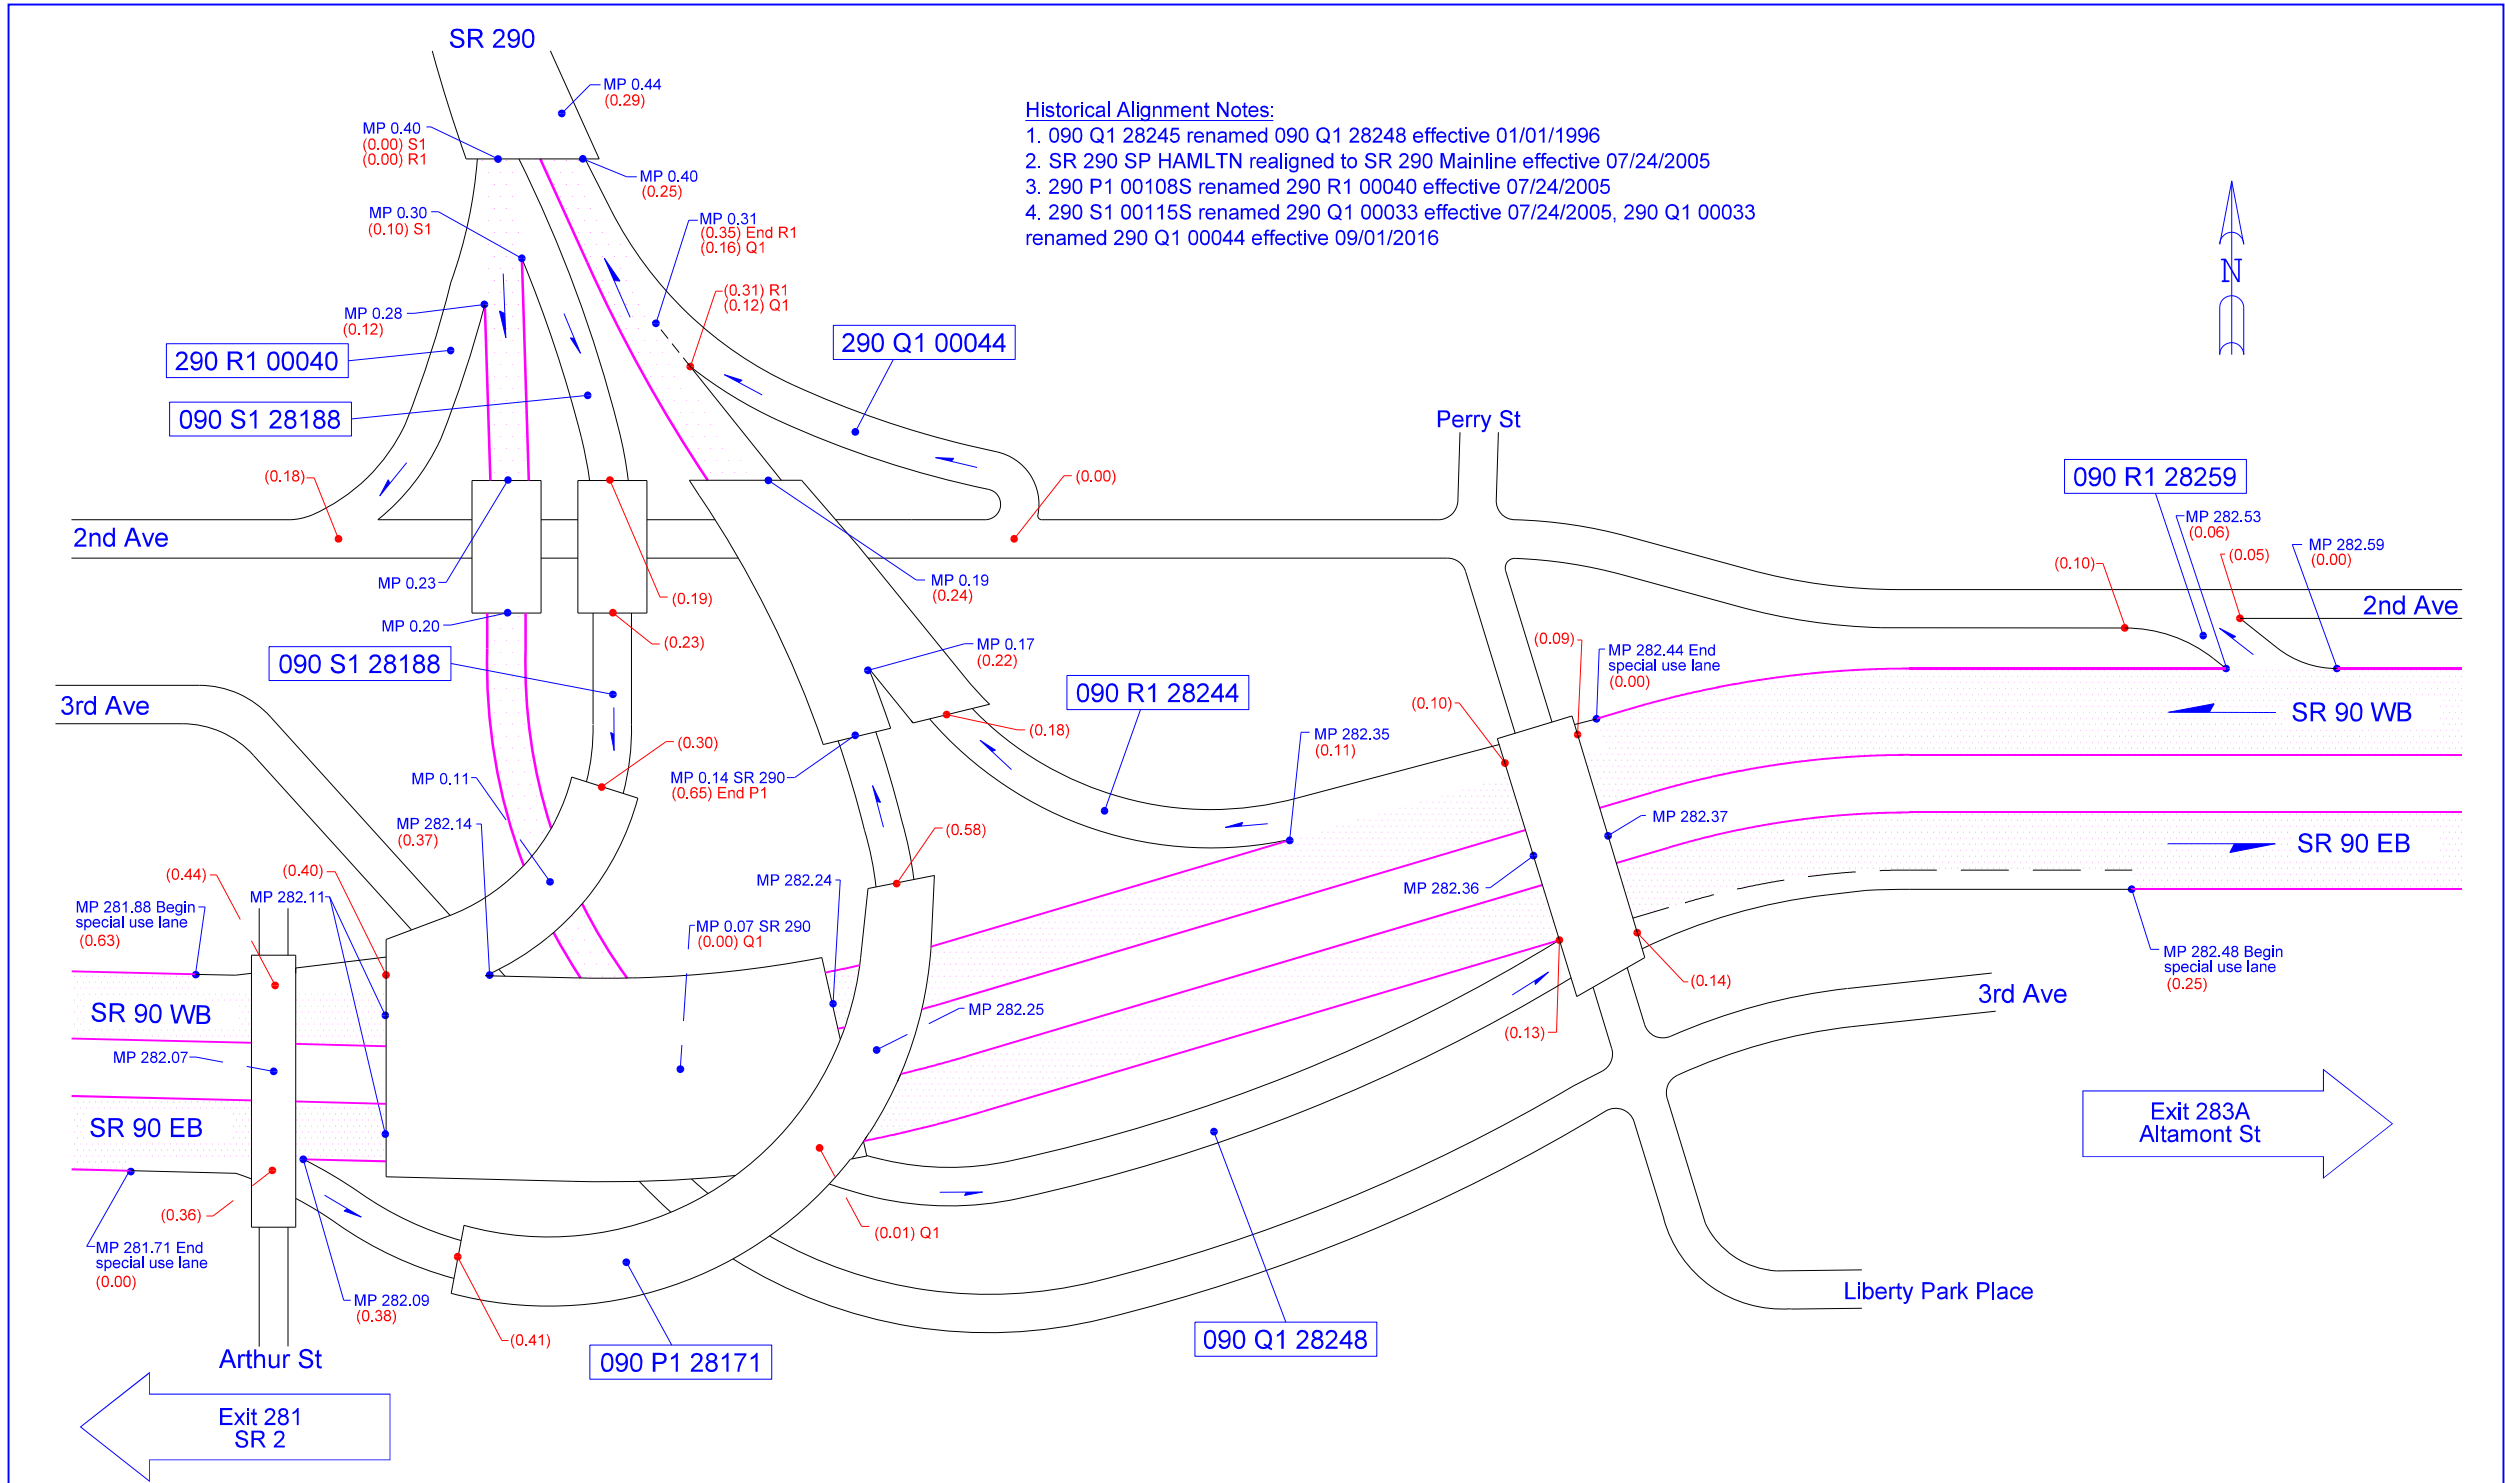 SR 290
MP 0.44
(0.29)
Historical Alignment Notes:
1. 090 Q1 28245 renamed 090 Q1 28248 effective 01/01/1996
2. SR 290 SP HAMLTN realigned to SR 290 Mainline effective 07/24/2005
3. 290 P1 00108S renamed 290 R1 00040 effective 07/24/2005
4. 290 S1 00115S renamed 290 Q1 00033 effective 07/24/2005, 290 Q1 00033
renamed 290 Q1 00044 effective 09/01/2016
MP 0.40
(0.00) S1
(0.00) R1
MP 0.40
(0.25)
MP 0.30
(0.10) S1
MP 0.31
(0.35) End R1
(0.16) Q1
N
(0.31) R1
(0.12) Q1
MP 0.28
(0.12)
290 R1 00040
290 Q1 00044
090 S1 28188
Perry St
(0.18)
(0.00)
090 R1 28259
MP 282.53
(0.06)
(0.05)
MP 282.59
(0.00)
2nd Ave
(0.10)
MP 0.23
MP 0.19
(0.24)
(0.19)
2nd Ave
MP 0.20
(0.23)
MP 0.17
(0.22)
(0.09)
MP 282.44 End
special use lane
(0.00)
090 S1 28188
090 R1 28244
3rd Ave
(0.10)
SR 90 WB
(0.18)
(0.30)
MP 282.35
(0.11)
MP 0.11
MP 0.14 SR 290
(0.65) End P1
MP 282.14
(0.37)
(0.58)
MP 282.37
SR 90 EB
(0.44)
(0.40)
MP 282.24
MP 282.36
MP 281.88 Begin
special use lane
(0.63)
MP 282.11
MP 0.07 SR 290
(0.00) Q1
MP 282.48 Begin
special use lane
(0.25)
(0.14)
3rd Ave
SR 90 WB
MP 282.25
(0.13)
MP 282.07
SR 90 EB
Exit 283A
Altamont St
(0.36)
(0.01) Q1
MP 281.71 End
special use lane
(0.00)
MP 282.09
(0.38)
Liberty Park Place
(0.41)
090 Q1 28248
Arthur St
090 P1 28171
Exit 281
SR 2